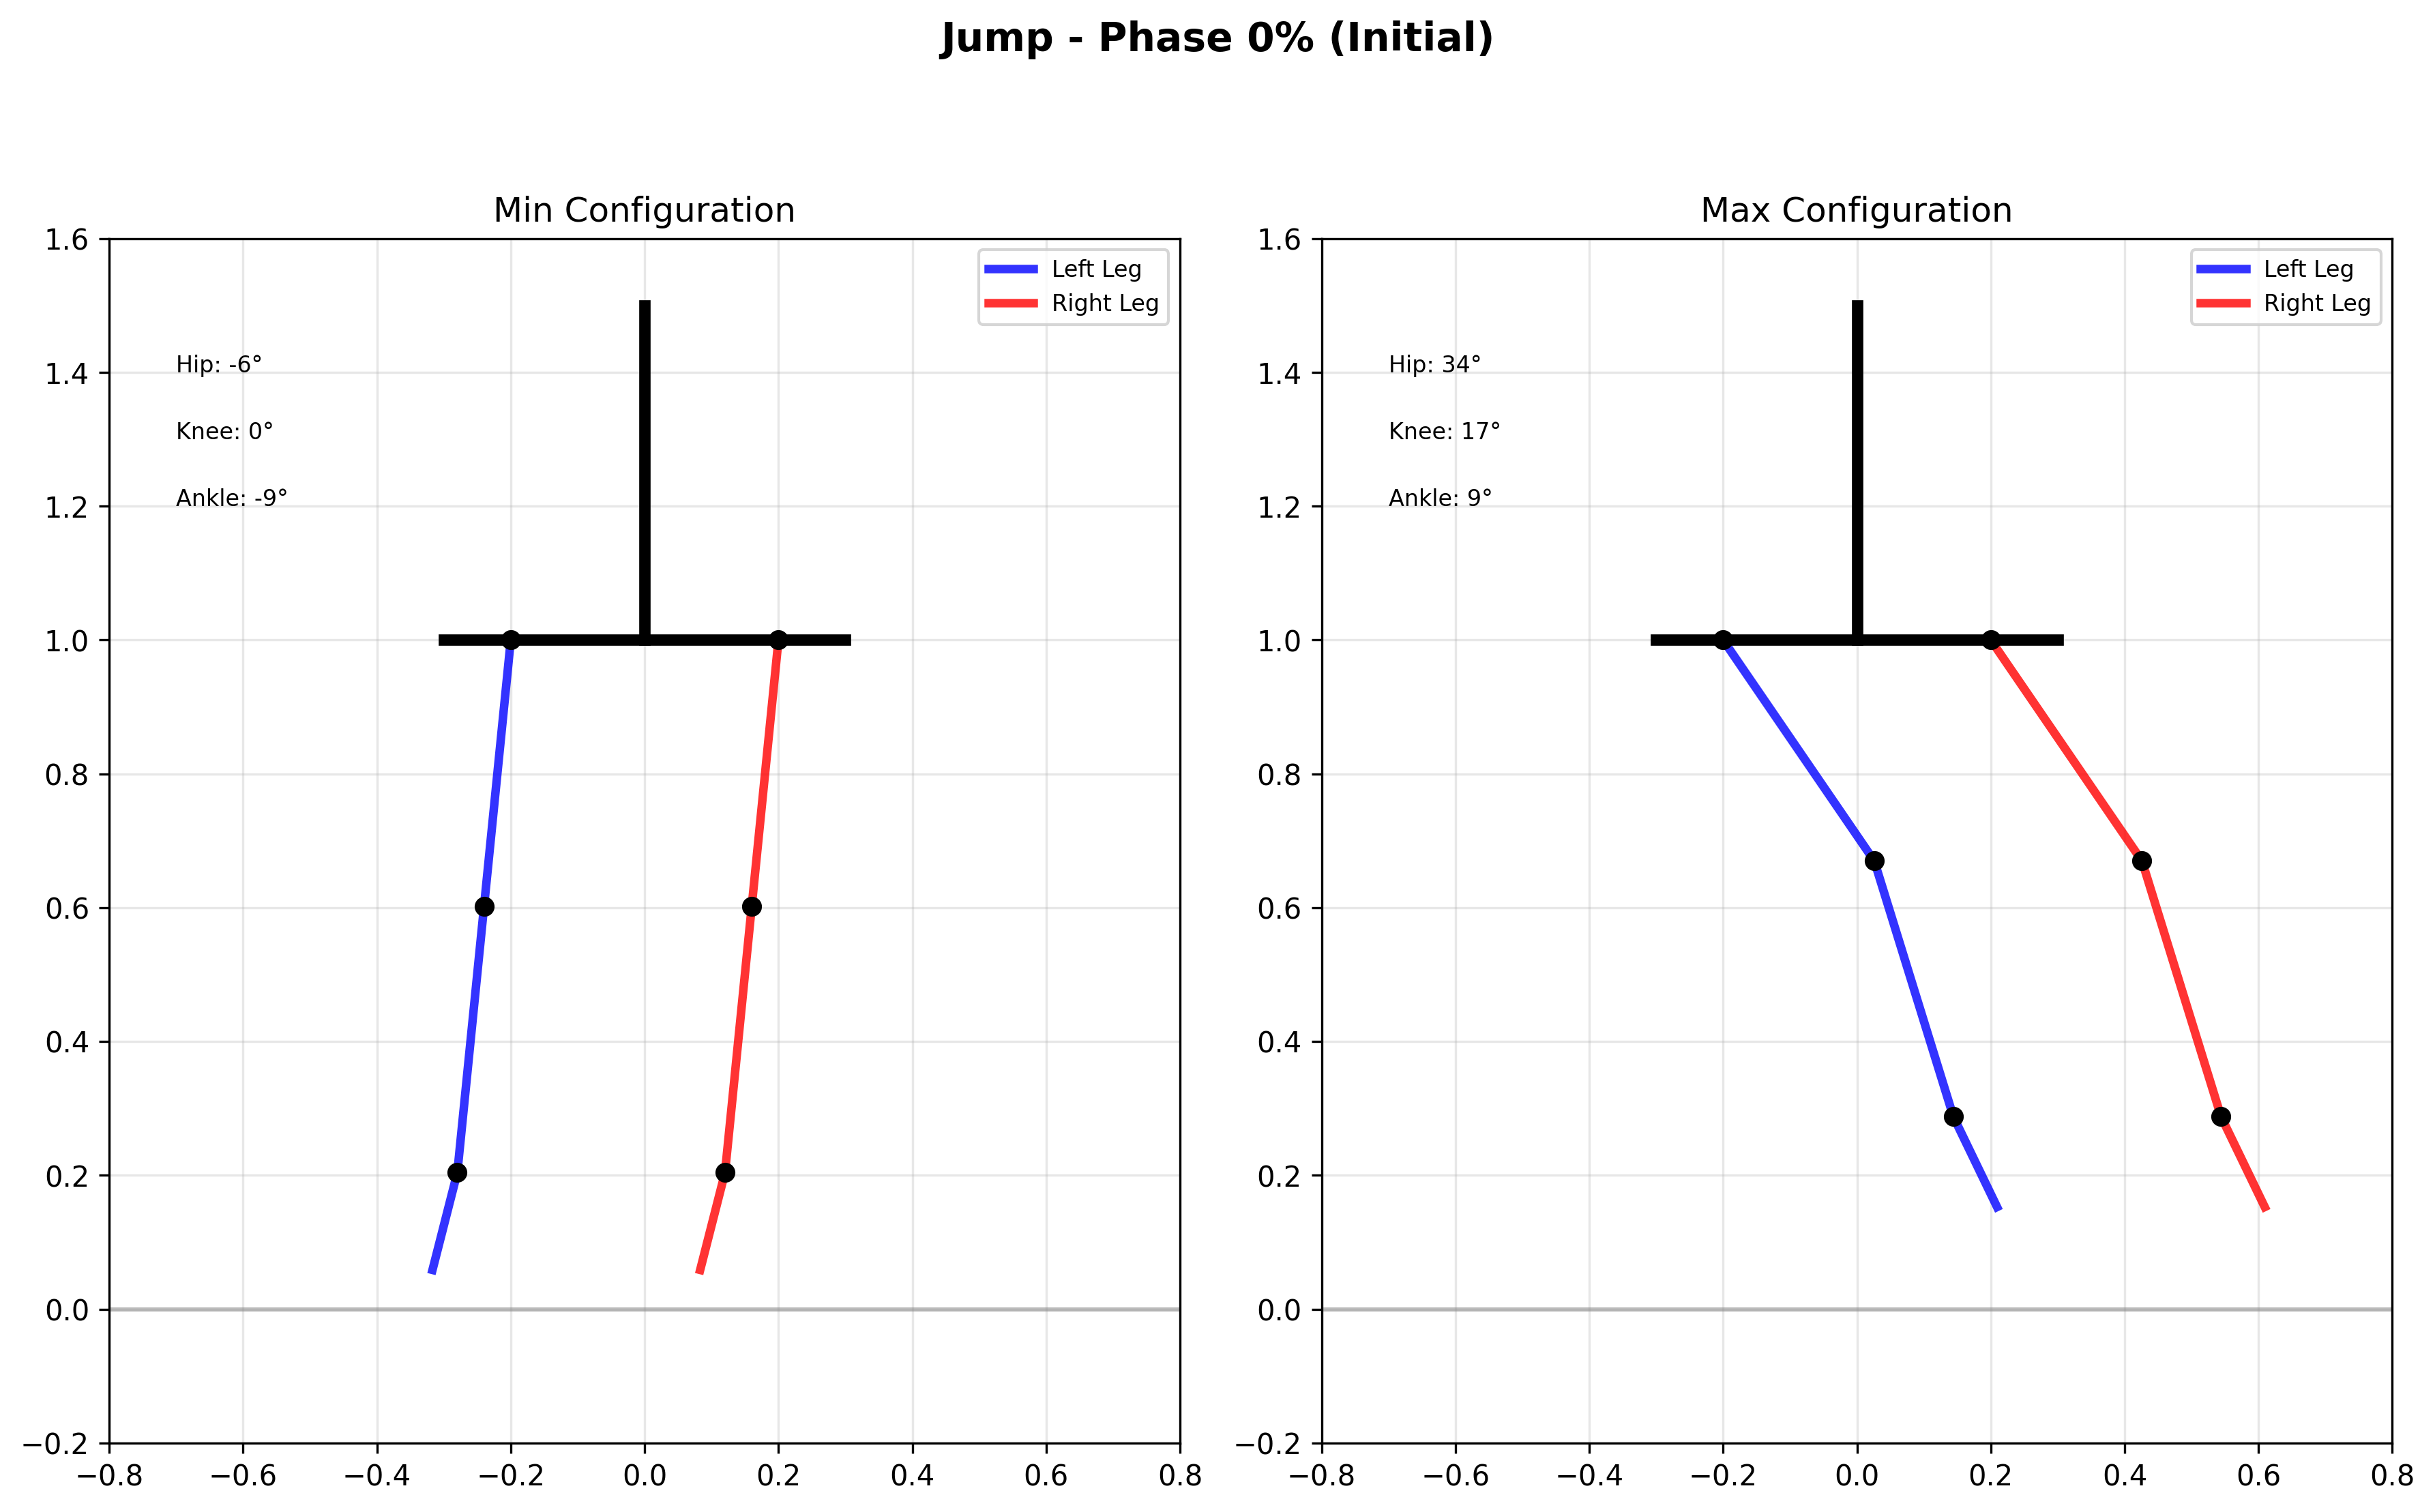 Jump - Phase 0% (Initial)
Min Configuration
1.6
1.4
1.2
1.0
0.8
0.6
0.4
0.2
0.0
−0.2
−0.8
−0.6
−0.4
−0.2
0.0
0.2
0.4
0.6
0.8
Left Leg
Right Leg
Hip: -6°
Knee: 0°
Ankle: -9°
Max Configuration
1.6
1.4
1.2
1.0
0.8
0.6
0.4
0.2
0.0
−0.2
−0.8
−0.6
−0.4
−0.2
0.0
0.2
0.4
0.6
0.8
Left Leg
Right Leg
Hip: 34°
Knee: 17°
Ankle: 9°